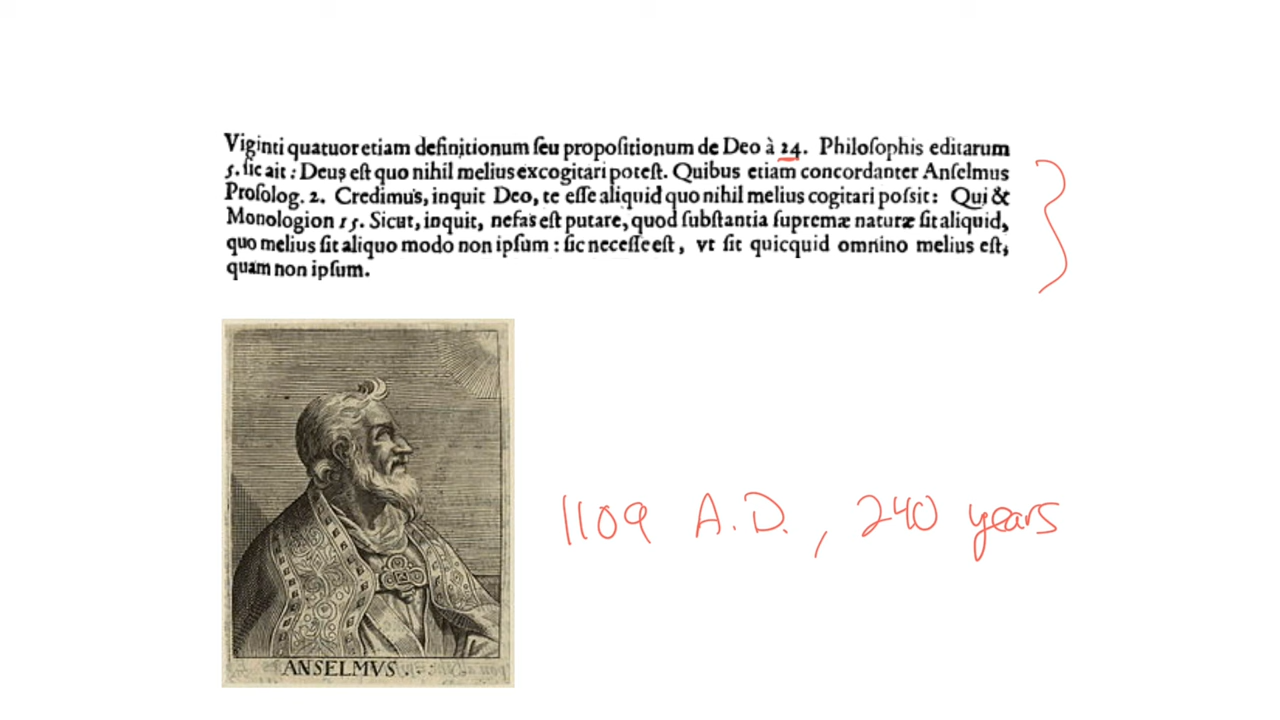 Viginti quatuor etiam definitionum ſeu propoſitionum de Deo à 24. Philoſophis editarum
5. ſic ait : Deus eſt quo nihil melius excogitari poteſt. Quibus etiam concordanter Anſelmus
Proſolog. 2. Credimus, inquit Deo, te eſſe aliquid quo nihil melius cogitari poſsit : Qui &
Monologion 15. Sicut, inquit, nefas eſt putare, quod ſubſtantia ſupremæ naturæ ſit aliquid,
quo melius ſit aliquo modo non ipſum : ſic neceſſe eſt, vt ſit quicquid omnino melius eſt,
quàm non ipſum.
1109 A.D., 240 years
ANSELMVS.